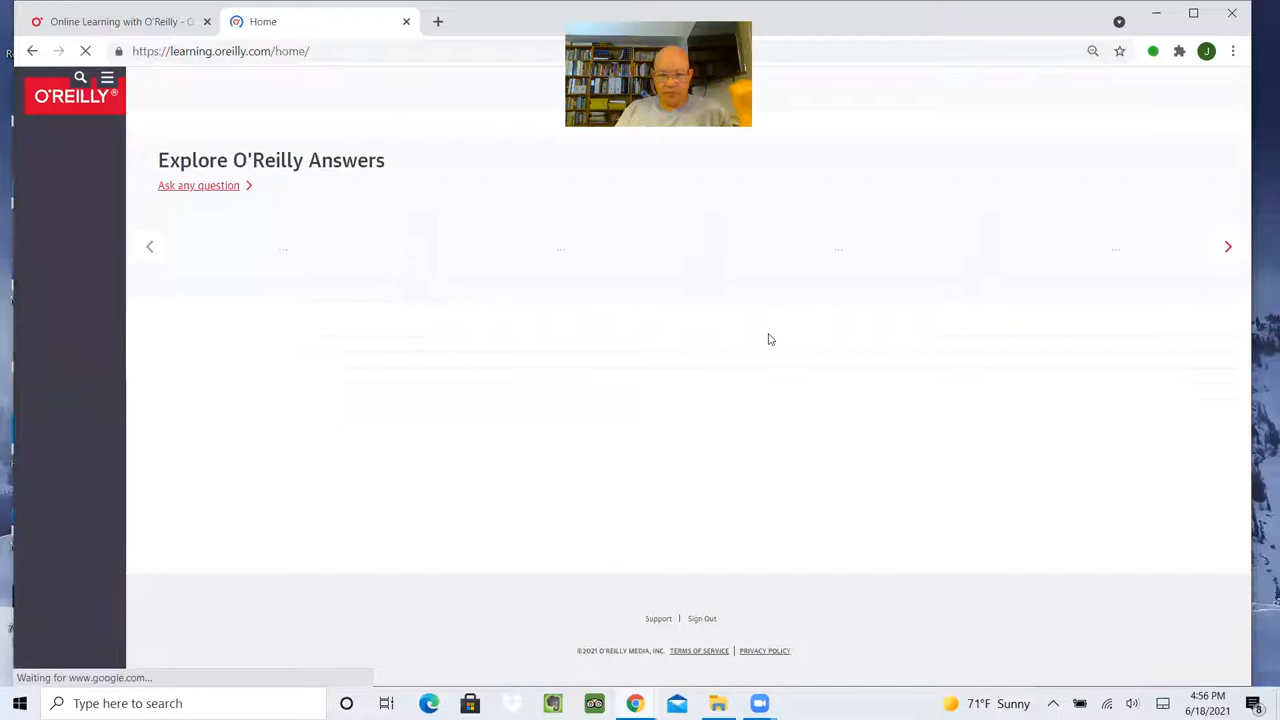 Online Learning with O'Reilly - C
Home
https://learning.oreilly.com/home/
J
O'REILLY®
Explore O'Reilly Answers
Ask any question
...
...
...
...
Support | Sign Out
©2021 O'REILLY MEDIA, INC. TERMS OF SERVICE | PRIVACY POLICY
Waiting for www.google.com...
Type here to search
71°F Sunny
4:56 PM
6/18/2021
8